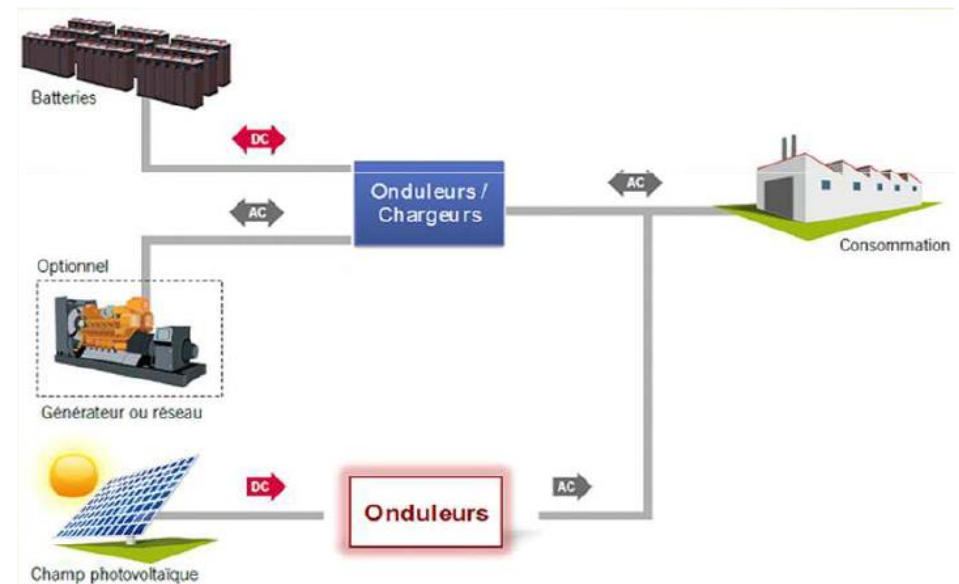 Batteries
DC
AC
Onduleurs /
Chargeurs
AC
Consommation
Optionnel
Générateur ou réseau
DC
Onduleurs
AC
Champ photovoltaïque